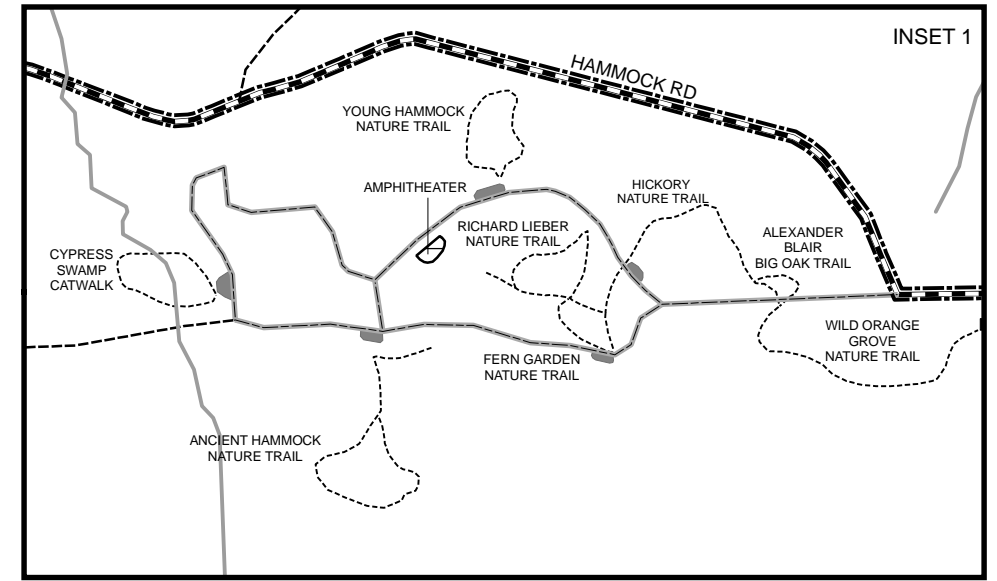 INSET 1
HAMMOCK RD
YOUNG HAMMOCK
NATURE TRAIL
AMPHITHEATER
HICKORY
NATURE TRAIL
RICHARD LIEBER
NATURE TRAIL
ALEXANDER
BLAIR
BIG OAK TRAIL
CYPRESS
SWAMP
CATWALK
WILD ORANGE
GROVE
NATURE TRAIL
FERN GARDEN
NATURE TRAIL
ANCIENT HAMMOCK
NATURE TRAIL